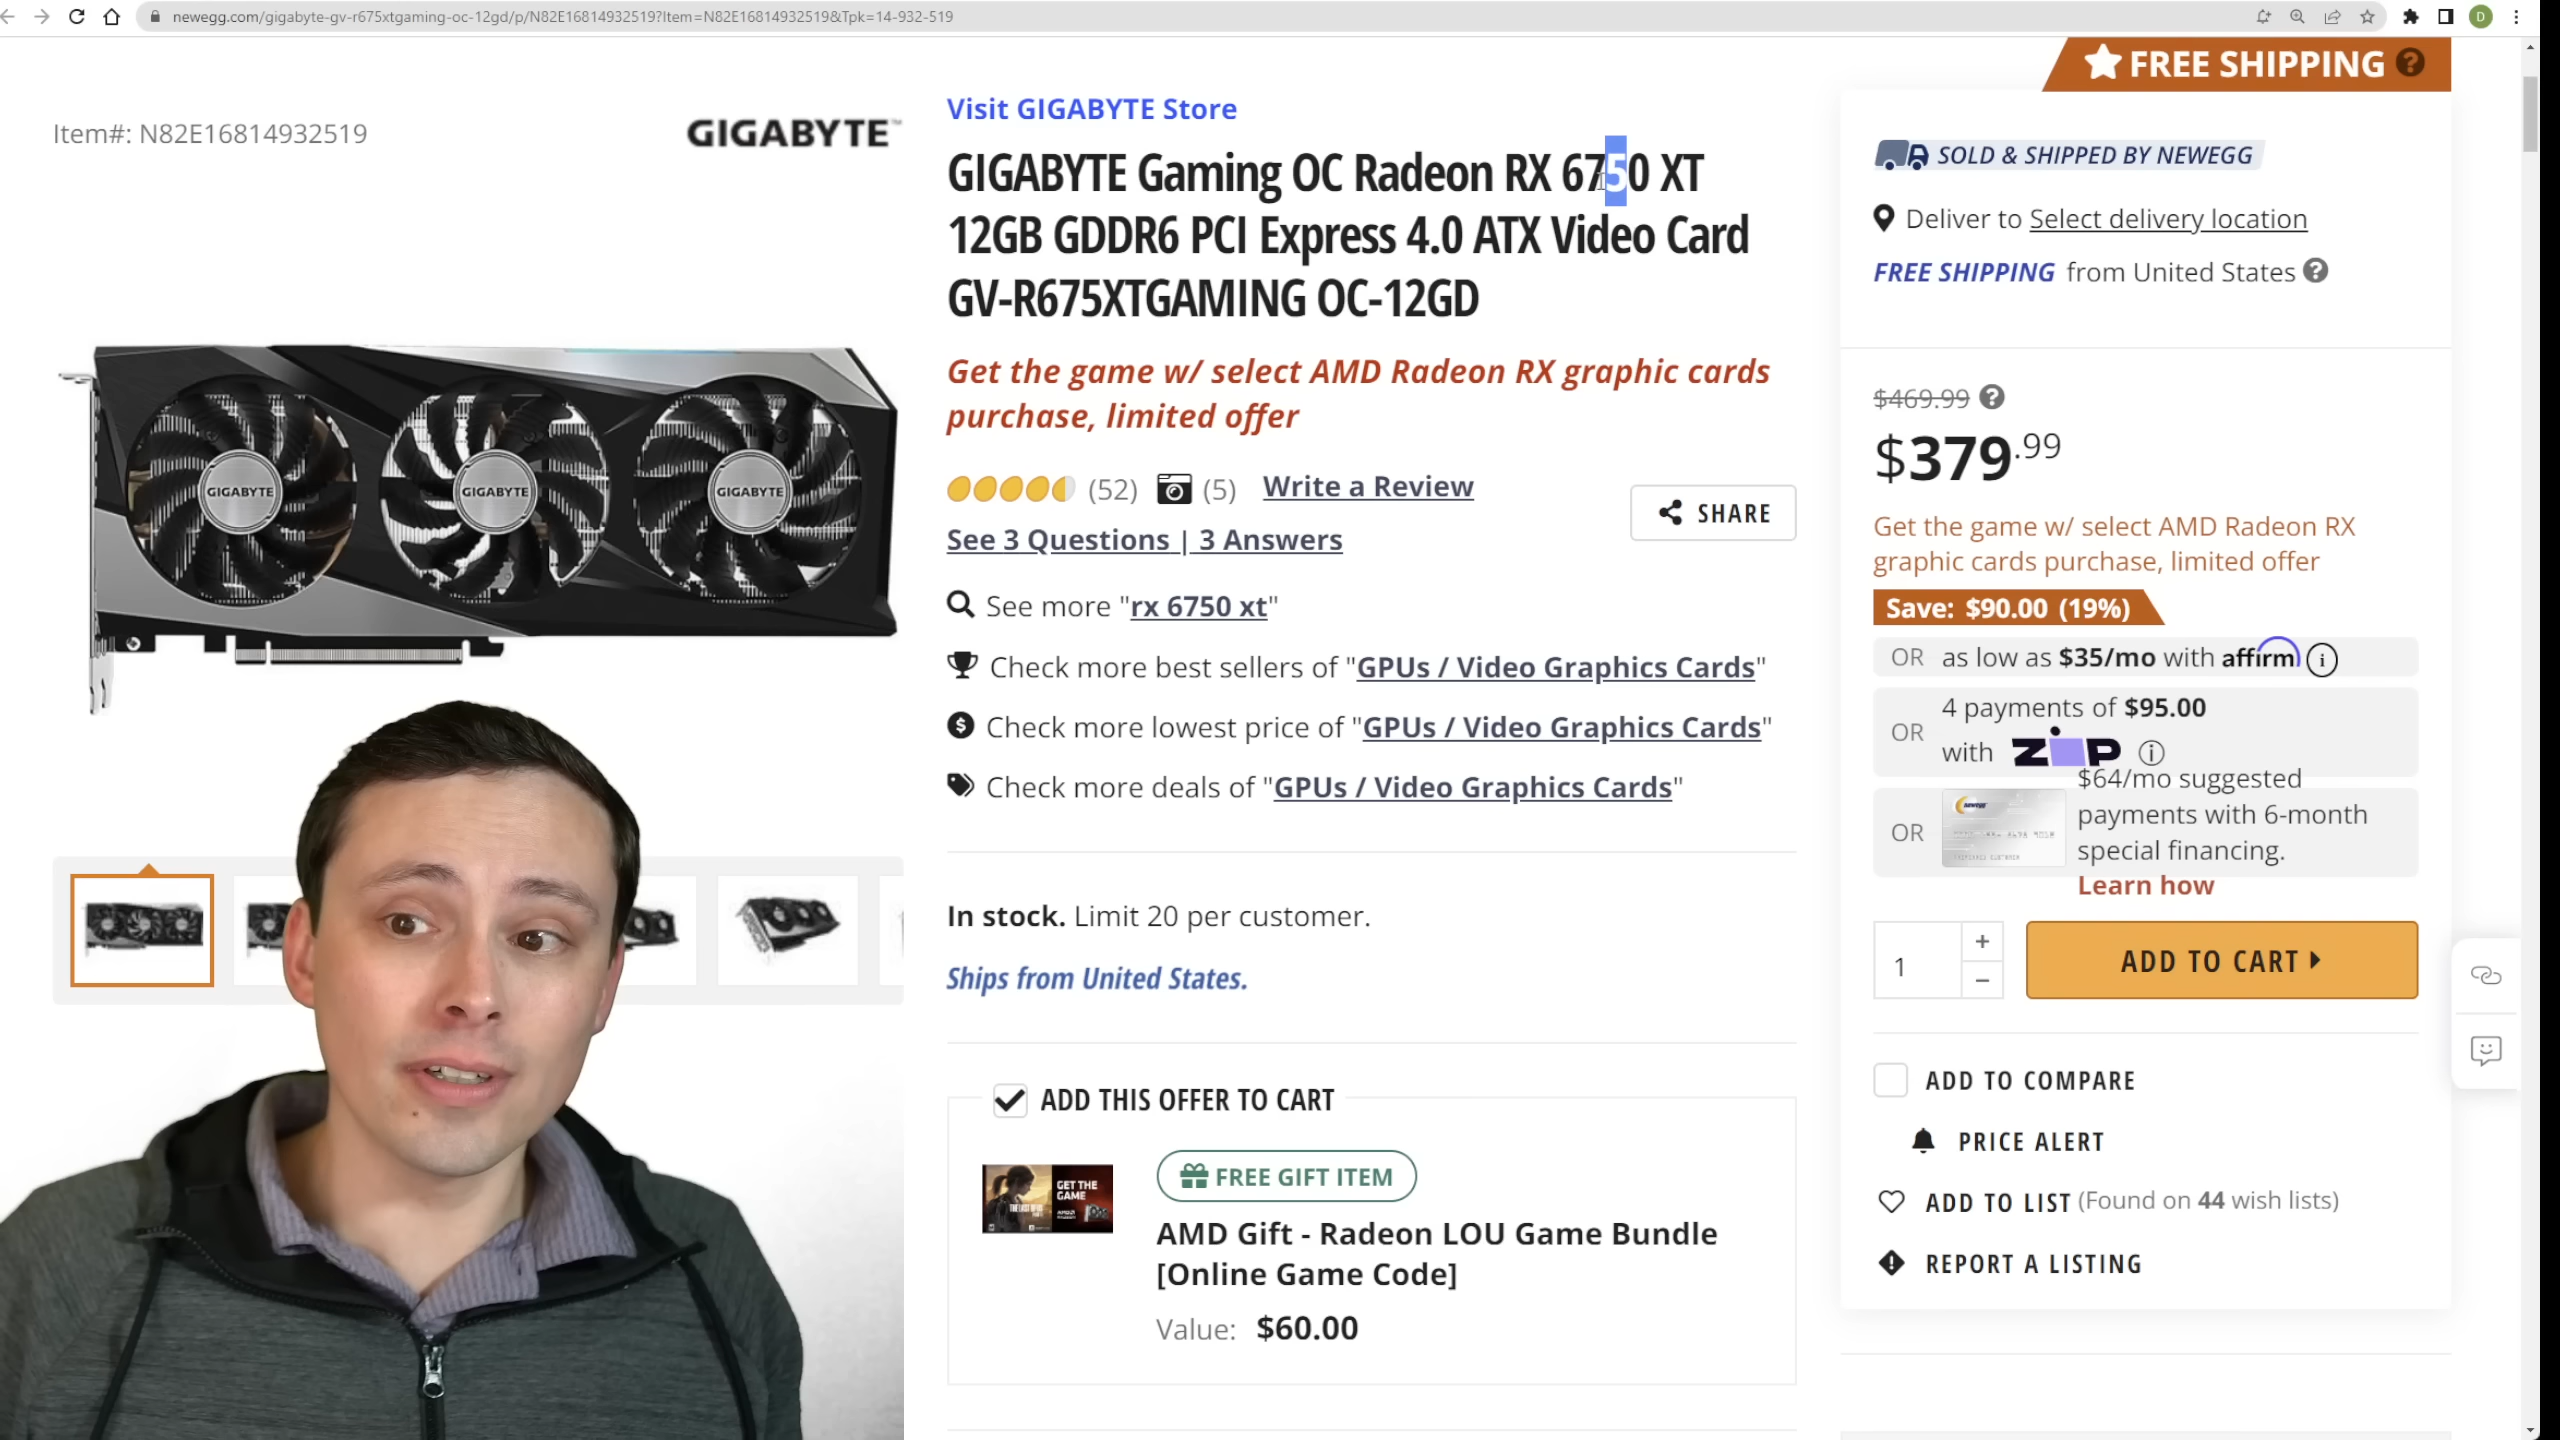 newegg.com/gigabyte-gv-r675xtgaming-oc-12gd/p/N82E16814932519?Item=N82E16814932519&Tpk=14-932-519
D
FREE SHIPPING ?
Item#: N82E16814932519
GIGABYTE™
Visit GIGABYTE Store
GIGABYTE Gaming OC Radeon RX 6750 XT
12GB GDDR6 PCI Express 4.0 ATX Video Card
GV-R675XTGAMING OC-12GD
Get the game w/ select AMD Radeon RX graphic cards
purchase, limited offer
(52) (5) Write a Review
See 3 Questions | 3 Answers
SHARE
See more "rx 6750 xt"
Check more best sellers of "GPUs / Video Graphics Cards"
Check more lowest price of "GPUs / Video Graphics Cards"
Check more deals of "GPUs / Video Graphics Cards"
In stock. Limit 20 per customer.
Ships from United States.
ADD THIS OFFER TO CART
GET THE
GAME
FREE GIFT ITEM
AMD Gift - Radeon LOU Game Bundle
[Online Game Code]
Value: $60.00
GIGABYTE
GIGABYTE
GIGABYTE
SOLD & SHIPPED BY NEWEGG
Deliver to Select delivery location
FREE SHIPPING from United States ?
$469.99 ?
$379.99
Get the game w/ select AMD Radeon RX
graphic cards purchase, limited offer
Save: $90.00 (19%)
OR as low as $35/mo with affirm i
OR 4 payments of $95.00
with ZIP i
OR newegg $64/mo suggested
payments with 6-month
special financing.
Learn how
1 + −
ADD TO CART
ADD TO COMPARE
PRICE ALERT
ADD TO LIST (Found on 44 wish lists)
REPORT A LISTING